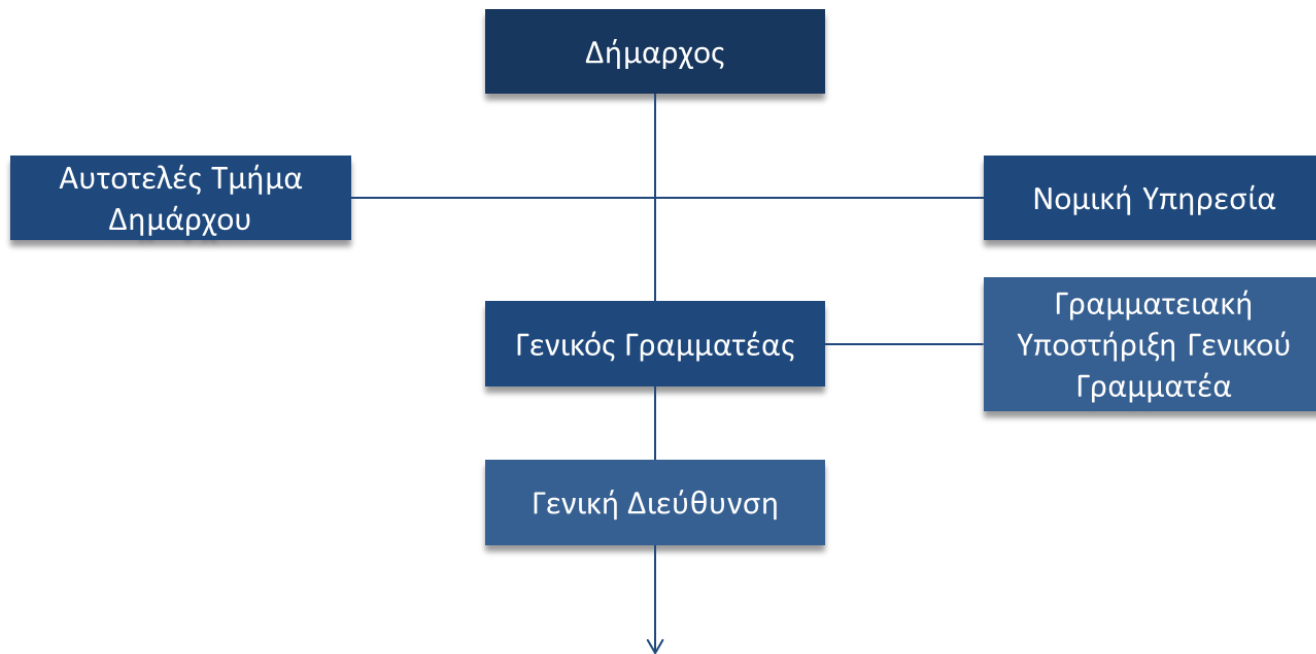 Δήμαρχος
Αυτοτελές Τμήμα
Δημάρχου
Νομική Υπηρεσία
Γενικός Γραμματέας
Γραμματειακή
Υποστήριξη Γενικού
Γραμματέα
Γενική Διεύθυνση